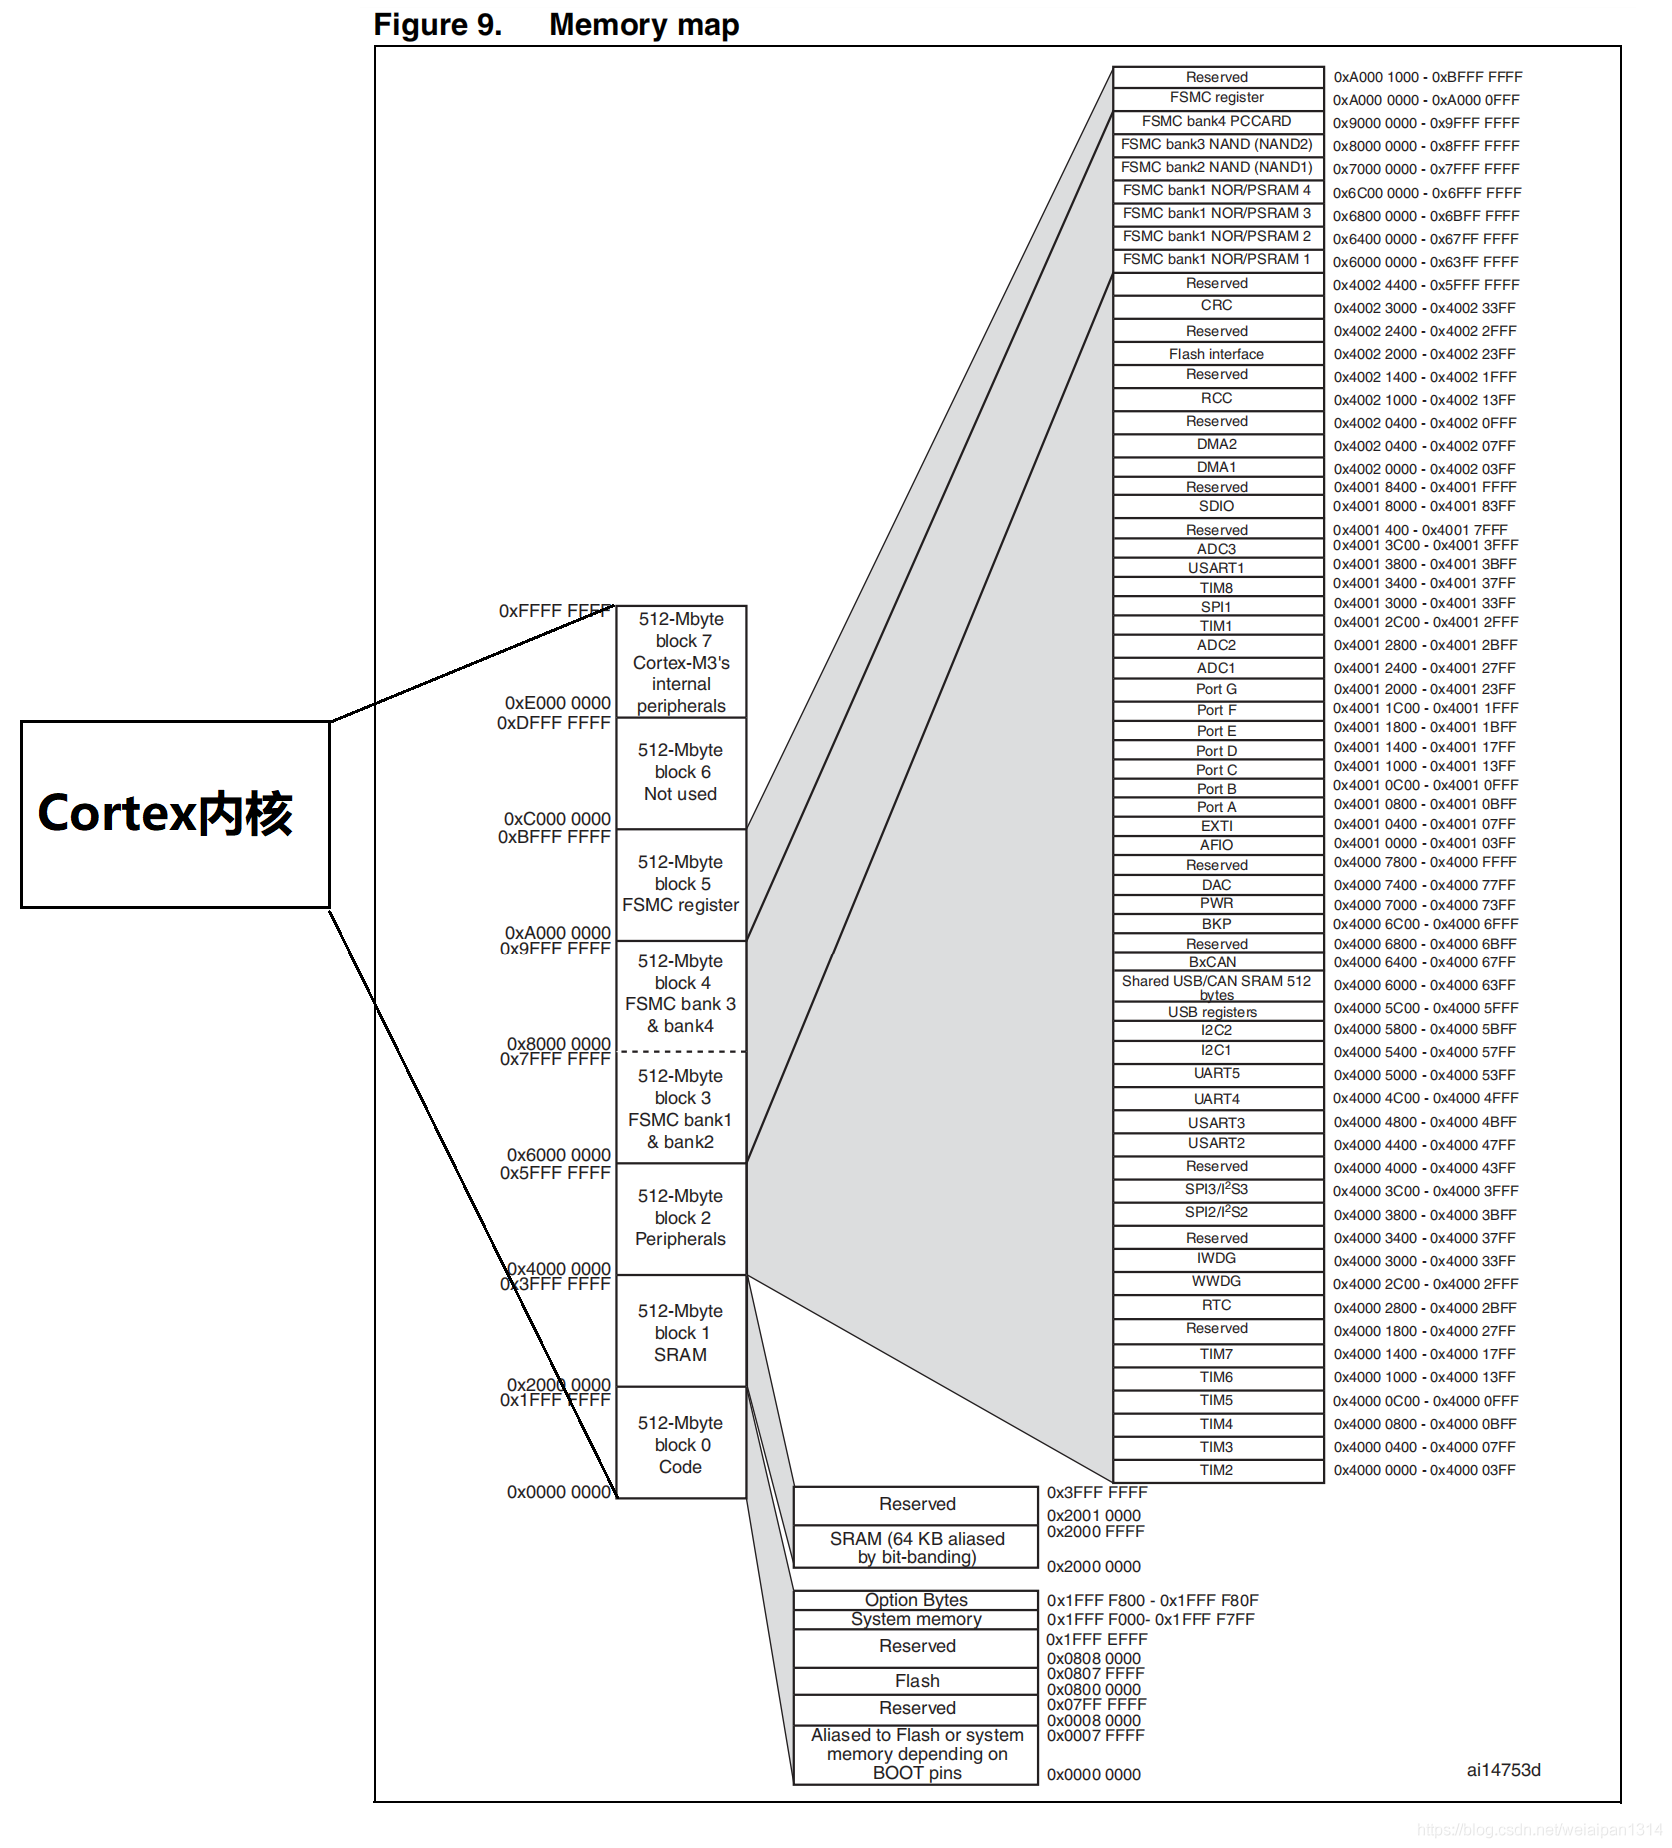 Figure 9. Memory map
Reserved 0xA000 1000 - 0xBFFF FFFF
FSMC register 0xA000 0000 - 0xA000 0FFF
FSMC bank4 PCCARD 0x9000 0000 - 0x9FFF FFFF
FSMC bank3 NAND (NAND2) 0x8000 0000 - 0x8FFF FFFF
FSMC bank2 NAND (NAND1) 0x7000 0000 - 0x7FFF FFFF
FSMC bank1 NOR/PSRAM 4 0x6C00 0000 - 0x6FFF FFFF
FSMC bank1 NOR/PSRAM 3 0x6800 0000 - 0x6BFF FFFF
FSMC bank1 NOR/PSRAM 2 0x6400 0000 - 0x67FF FFFF
FSMC bank1 NOR/PSRAM 1 0x6000 0000 - 0x63FF FFFF
Reserved 0x4002 4400 - 0x5FFF FFFF
CRC 0x4002 3000 - 0x4002 33FF
Reserved 0x4002 2400 - 0x4002 2FFF
Flash interface 0x4002 2000 - 0x4002 23FF
Reserved 0x4002 1400 - 0x4002 1FFF
RCC 0x4002 1000 - 0x4002 13FF
Reserved 0x4002 0400 - 0x4002 0FFF
DMA2 0x4002 0400 - 0x4002 07FF
DMA1 0x4002 0000 - 0x4002 03FF
Reserved 0x4001 8400 - 0x4001 FFFF
SDIO 0x4001 8000 - 0x4001 83FF
Reserved 0x4001 400 - 0x4001 7FFF
ADC3 0x4001 3C00 - 0x4001 3FFF
USART1 0x4001 3800 - 0x4001 3BFF
TIM8 0x4001 3400 - 0x4001 37FF
SPI1 0x4001 3000 - 0x4001 33FF
TIM1 0x4001 2C00 - 0x4001 2FFF
ADC2 0x4001 2800 - 0x4001 2BFF
ADC1 0x4001 2400 - 0x4001 27FF
Port G 0x4001 2000 - 0x4001 23FF
Port F 0x4001 1C00 - 0x4001 1FFF
Port E 0x4001 1800 - 0x4001 1BFF
Port D 0x4001 1400 - 0x4001 17FF
Port C 0x4001 1000 - 0x4001 13FF
Port B 0x4001 0C00 - 0x4001 0FFF
Port A 0x4001 0800 - 0x4001 0BFF
EXTI 0x4001 0400 - 0x4001 07FF
AFIO 0x4001 0000 - 0x4001 03FF
Reserved 0x4000 7800 - 0x4000 FFFF
DAC 0x4000 7400 - 0x4000 77FF
PWR 0x4000 7000 - 0x4000 73FF
BKP 0x4000 6C00 - 0x4000 6FFF
Reserved 0x4000 6800 - 0x4000 6BFF
BxCAN 0x4000 6400 - 0x4000 67FF
Shared USB/CAN SRAM 512 0x4000 6000 - 0x4000 63FF
bytes
USB registers 0x4000 5C00 - 0x4000 5FFF
I2C2 0x4000 5800 - 0x4000 5BFF
I2C1 0x4000 5400 - 0x4000 57FF
UART5 0x4000 5000 - 0x4000 53FF
UART4 0x4000 4C00 - 0x4000 4FFF
USART3 0x4000 4800 - 0x4000 4BFF
USART2 0x4000 4400 - 0x4000 47FF
Reserved 0x4000 4000 - 0x4000 43FF
SPI3/I²S3 0x4000 3C00 - 0x4000 3FFF
SPI2/I²S2 0x4000 3800 - 0x4000 3BFF
Reserved 0x4000 3400 - 0x4000 37FF
IWDG 0x4000 3000 - 0x4000 33FF
WWDG 0x4000 2C00 - 0x4000 2FFF
RTC 0x4000 2800 - 0x4000 2BFF
Reserved 0x4000 1800 - 0x4000 27FF
TIM7 0x4000 1400 - 0x4000 17FF
TIM6 0x4000 1000 - 0x4000 13FF
TIM5 0x4000 0C00 - 0x4000 0FFF
TIM4 0x4000 0800 - 0x4000 0BFF
TIM3 0x4000 0400 - 0x4000 07FF
TIM2 0x4000 0000 - 0x4000 03FF
Cortex内核
0xFFFF FFFF
512-Mbyte
block 7
Cortex-M3's
internal
peripherals
0xE000 0000
0xDFFF FFFF
512-Mbyte
block 6
Not used
0xC000 0000
0xBFFF FFFF
512-Mbyte
block 5
FSMC register
0xA000 0000
0x9FFF FFFF
512-Mbyte
block 4
FSMC bank 3
& bank4
0x8000 0000
0x7FFF FFFF
512-Mbyte
block 3
FSMC bank1
& bank2
0x6000 0000
0x5FFF FFFF
512-Mbyte
block 2
Peripherals
0x4000 0000
0x3FFF FFFF
512-Mbyte
block 1
SRAM
0x2000 0000
0x1FFF FFFF
512-Mbyte
block 0
Code
0x0000 0000
Reserved
0x3FFF FFFF
0x2001 0000
0x2000 FFFF
SRAM (64 KB aliased
by bit-banding)
0x2000 0000
Option Bytes 0x1FFF F800 - 0x1FFF F80F
System memory 0x1FFF F000- 0x1FFF F7FF
Reserved
0x1FFF EFFF
0x0808 0000
0x0807 FFFF
Flash
0x0800 0000
0x07FF FFFF
Reserved
0x0008 0000
0x0007 FFFF
Aliased to Flash or system
memory depending on
BOOT pins
0x0000 0000
ai14753d
https://blog.csdn.net/weiaipan1314